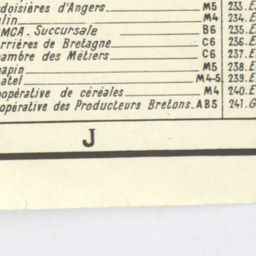 doisières d'Angers M5 233.
lin M4 234.
MCA. Succursale B6 235.
rrières de Bretagne C6 236.
ambre des Métiers C6 237.
apin M5 238.
atel M4-5 239.
opérative de céréales M4 240.
opérative des Producteurs Bretons. AB5 241.
J